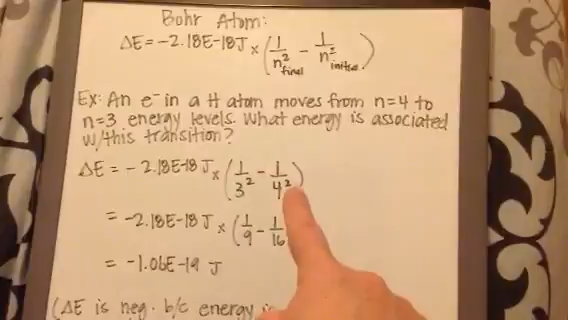 Bohr Atom:
ΔE = -2.18E-18J × (1/n²final - 1/n²initial)
Ex: An e⁻ in a H atom moves from n=4 to
n=3 energy levels. What energy is associated
w/this transition?
ΔE = - 2.18E-18 J × (1/3² - 1/4²)
= -2.18E-18 J × (1/9 - 1/16
= -1.06E-19 J
(ΔE is neg. b/c energy is